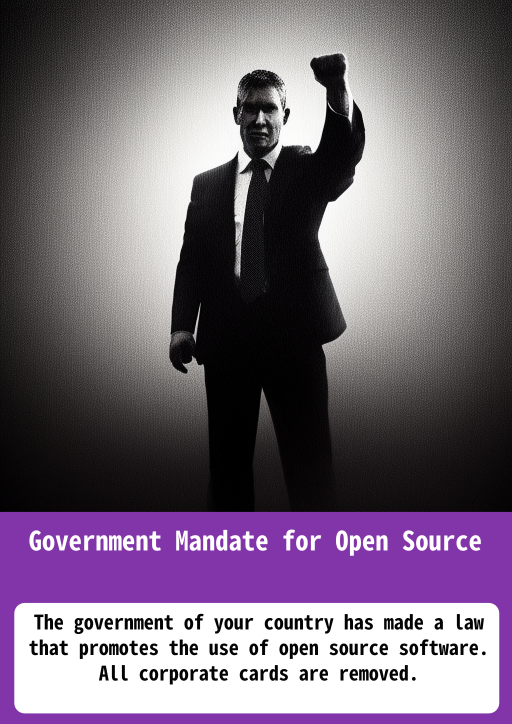 Government Mandate for Open Source
The government of your country has made a law
that promotes the use of open source software.
All corporate cards are removed.